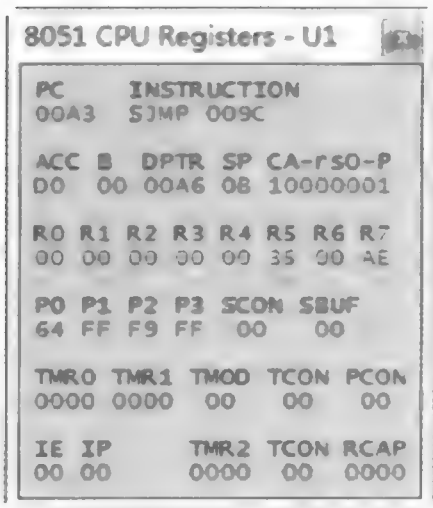 8051 CPU Registers - U1
PC INSTRUCTION
00A3 SJMP 009C
ACC B DPTR SP CA-rs0-P
D0 00 00A6 08 10000001
R0 R1 R2 R3 R4 R5 R6 R7
00 00 00 00 00 35 00 AE
P0 P1 P2 P3 SCON SBUF
64 FF F9 FF 00 00
TMR0 TMR1 TMOD TCON PCON
0000 0000 00 00 00
IE IP TMR2 TCON RCAP
00 00 0000 00 0000